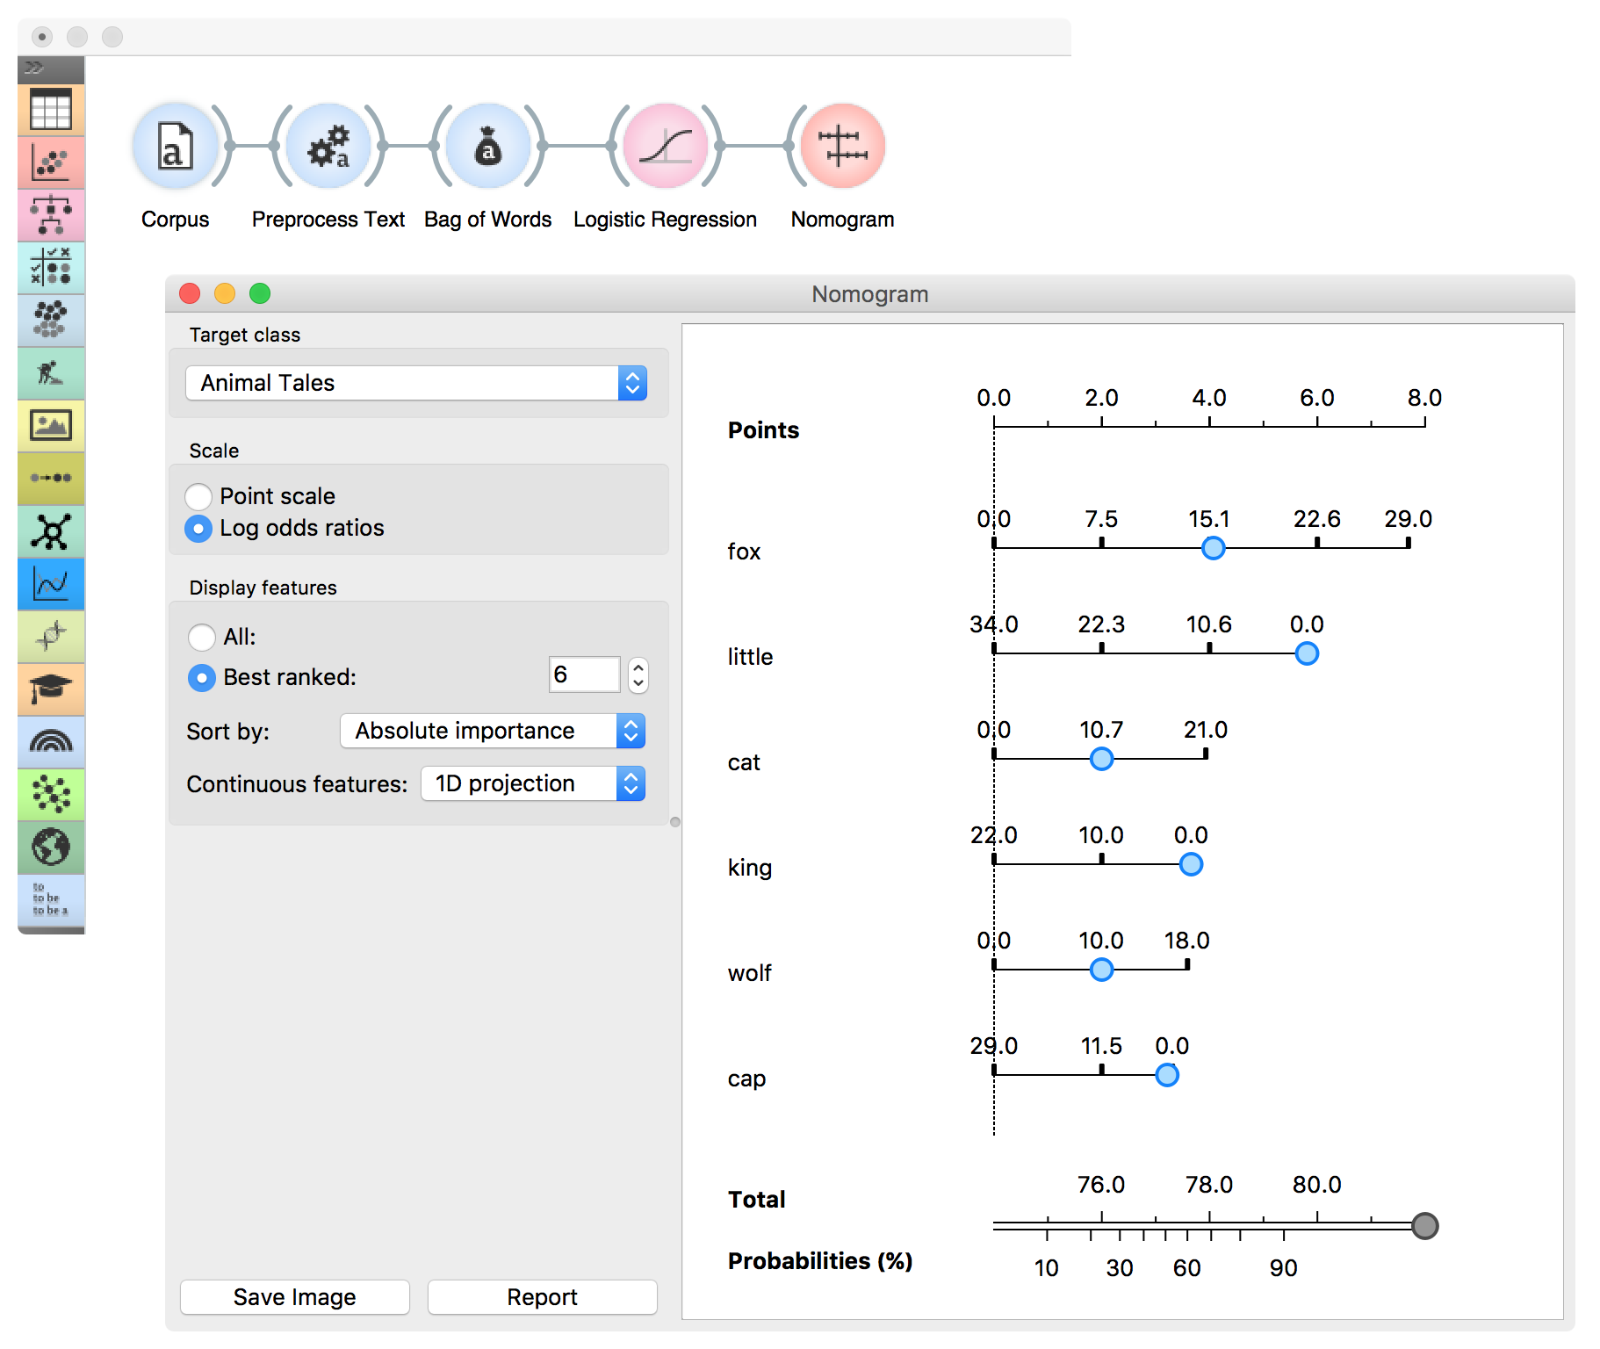 Corpus Preprocess Text Bag of Words Logistic Regression Nomogram
Nomogram
Target class
Animal Tales
Scale
Point scale
Log odds ratios
Display features
All:
Best ranked: 6
Sort by: Absolute importance
Continuous features: 1D projection
Save Image Report
0.0 2.0 4.0 6.0 8.0
Points
0.0 7.5 15.1 22.6 29.0
fox
34.0 22.3 10.6 0.0
little
0.0 10.7 21.0
cat
22.0 10.0 0.0
king
0.0 10.0 18.0
wolf
29.0 11.5 0.0
cap
76.0 78.0 80.0
Total
Probabilities (%)
10 30 60 90
a
a
a
to
to be
to be a